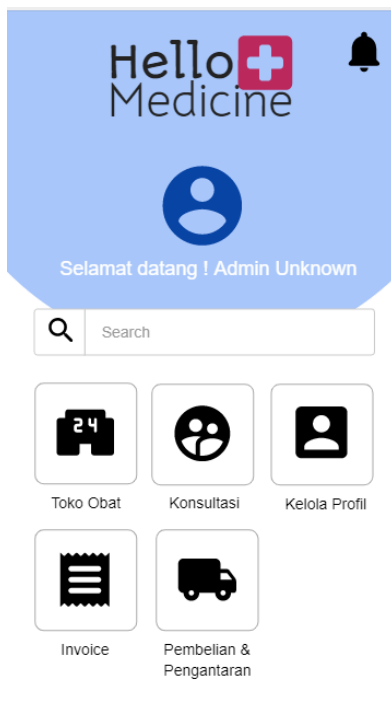 Hello
Medicine
Selamat datang ! Admin Unknown
Search
24
Toko Obat
Konsultasi
Kelola Profil
Invoice
Pembelian &
Pengantaran